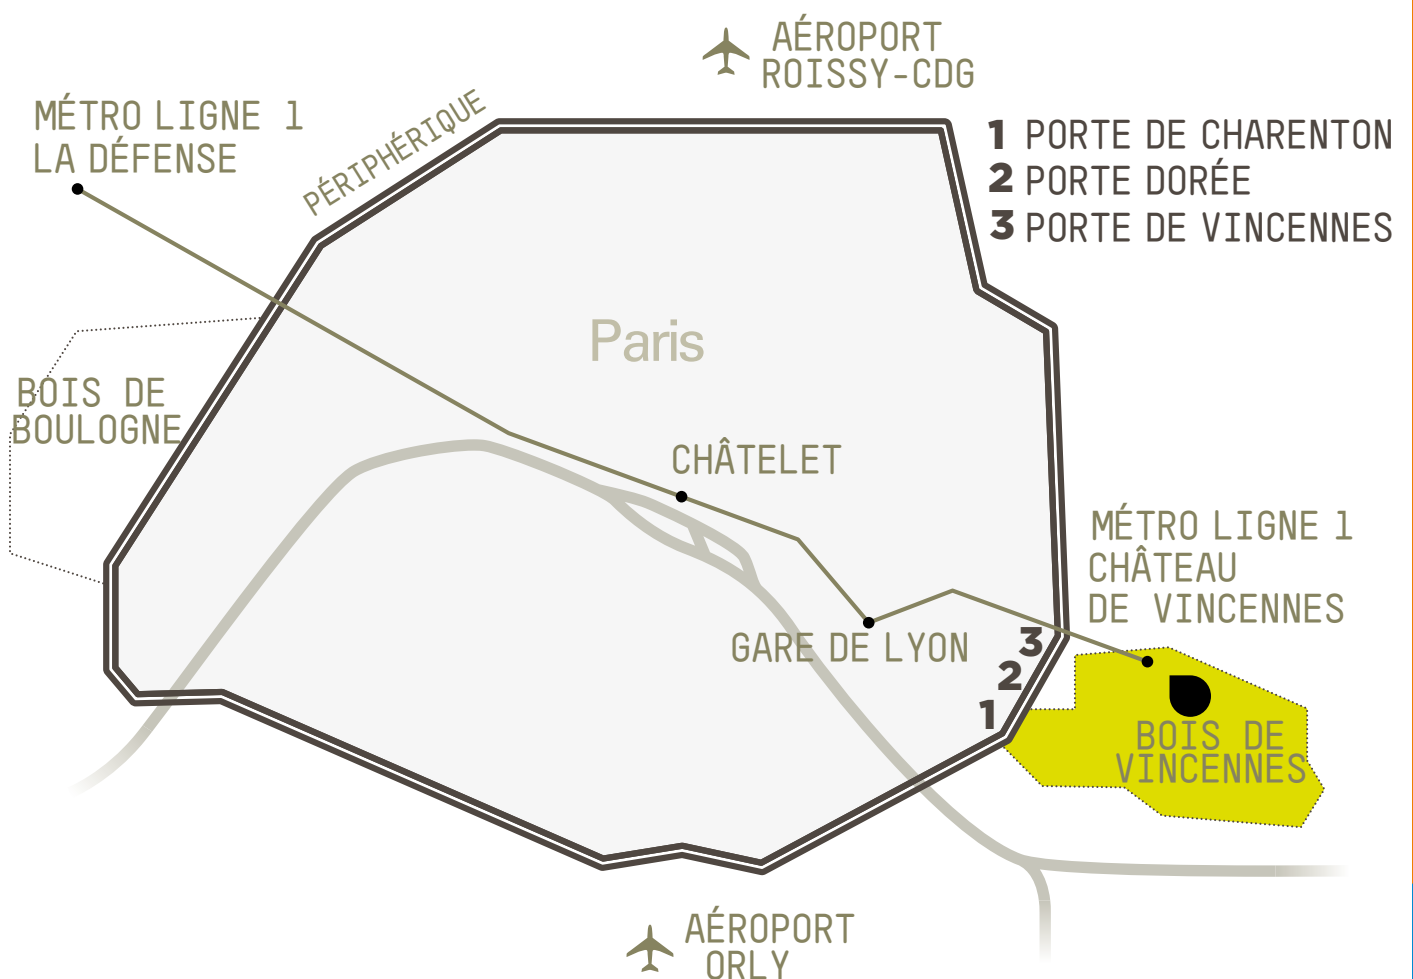 AÉROPORT
ROISSY-CDG
MÉTRO LIGNE 1
LA DÉFENSE
PÉRIPHÉRIQUE
1 PORTE DE CHARENTON
2 PORTE DORÉE
3 PORTE DE VINCENNES
Paris
BOIS DE
BOULOGNE
CHÂTELET
MÉTRO LIGNE 1
CHÂTEAU
DE VINCENNES
GARE DE LYON
3
2
1
BOIS DE
VINCENNES
AÉROPORT
ORLY